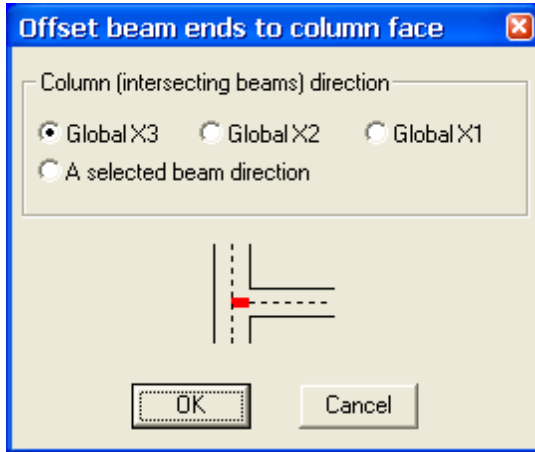 Offset beam ends to column face
Column (intersecting beams) direction
Global X3 Global X2 Global X1
A selected beam direction
OK Cancel